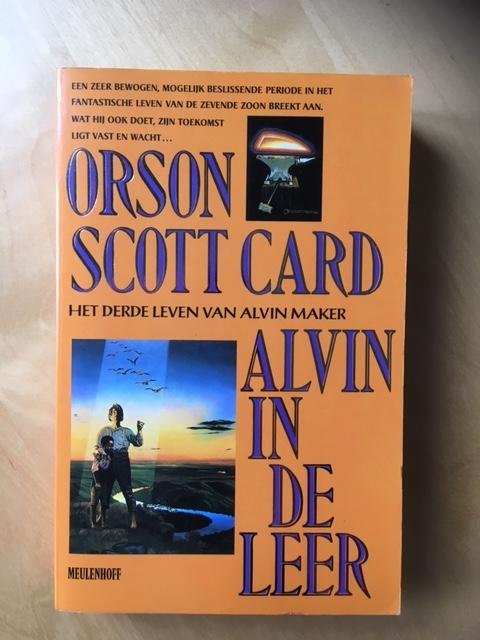 EEN ZEER BEWOGEN, MOGELIJK BESLISSENDE PERIODE IN HET
FANTASTISCHE LEVEN VAN DE ZEVENDE ZOON BREEKT AAN.
WAT HIJ OOK DOET, ZIJN TOEKOMST
LIGT VAST EN WACHT...
ORSON
SCOTT CARD
HET DERDE LEVEN VAN ALVIN MAKER
ALVIN
IN
DE
LEER
MEULENHOFF